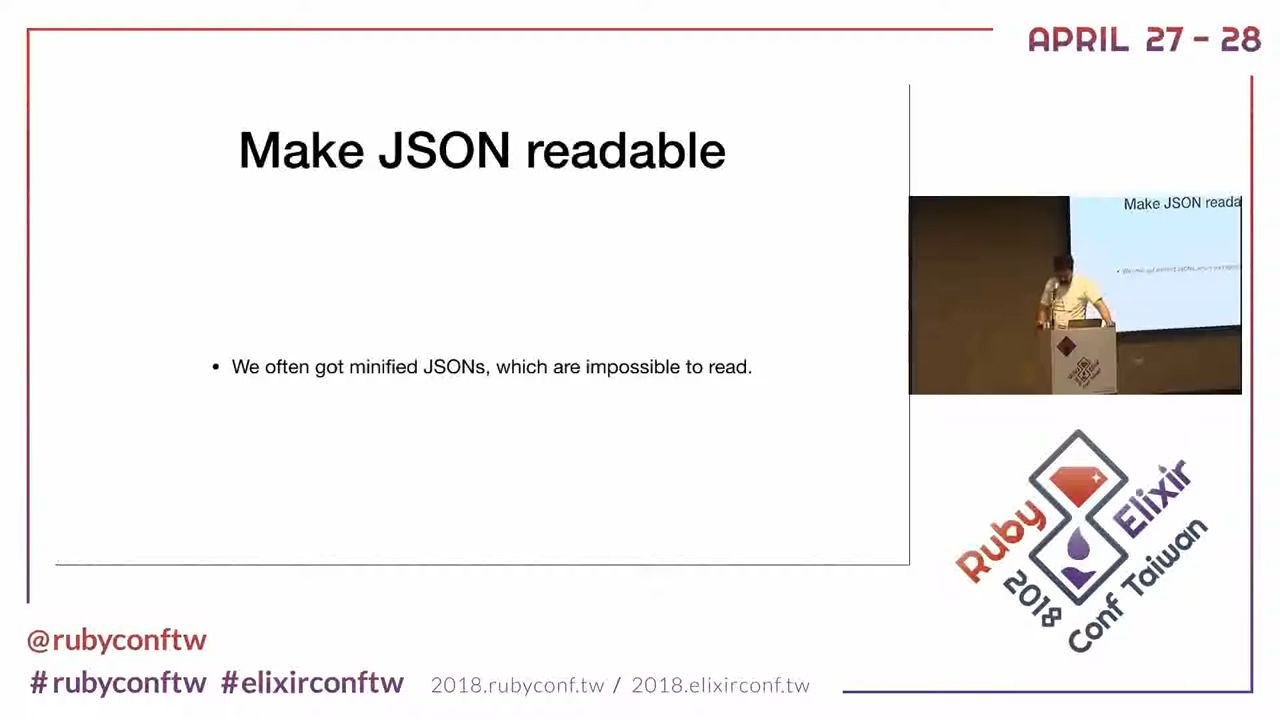 APRIL 27 - 28
Make JSON readable
• We often got minified JSONs, which are impossible to read.
Make JSON reada
Ruby Elixir
2018 Conf Taiwan
@rubyconftw
#rubyconftw #elixirconftw 2018.rubyconf.tw / 2018.elixirconf.tw